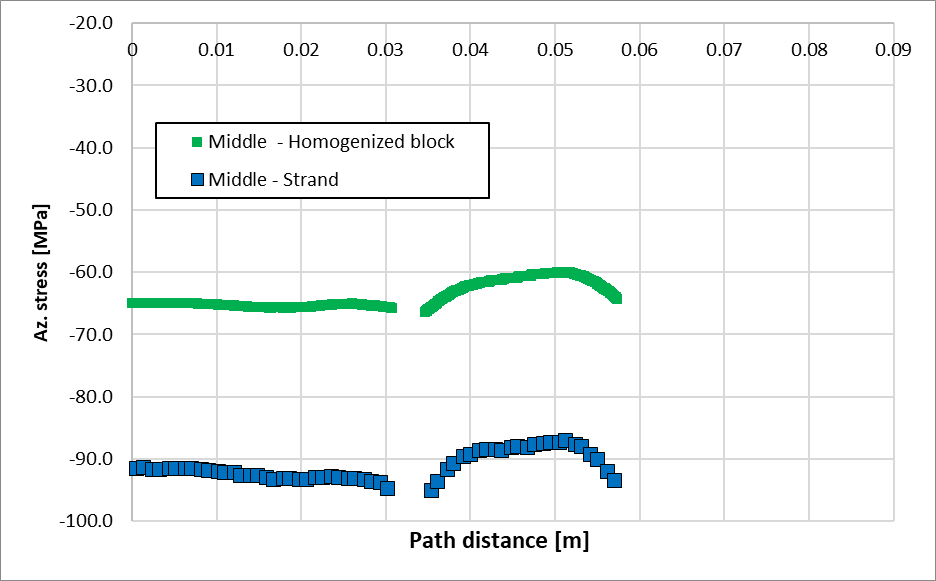 -20.0
0 0.01 0.02 0.03 0.04 0.05 0.06 0.07 0.08 0.09
-30.0
-40.0
Middle - Homogenized block
Middle - Strand
-50.0
-60.0
-70.0
-80.0
-90.0
-100.0
Az. stress [MPa]
Path distance [m]